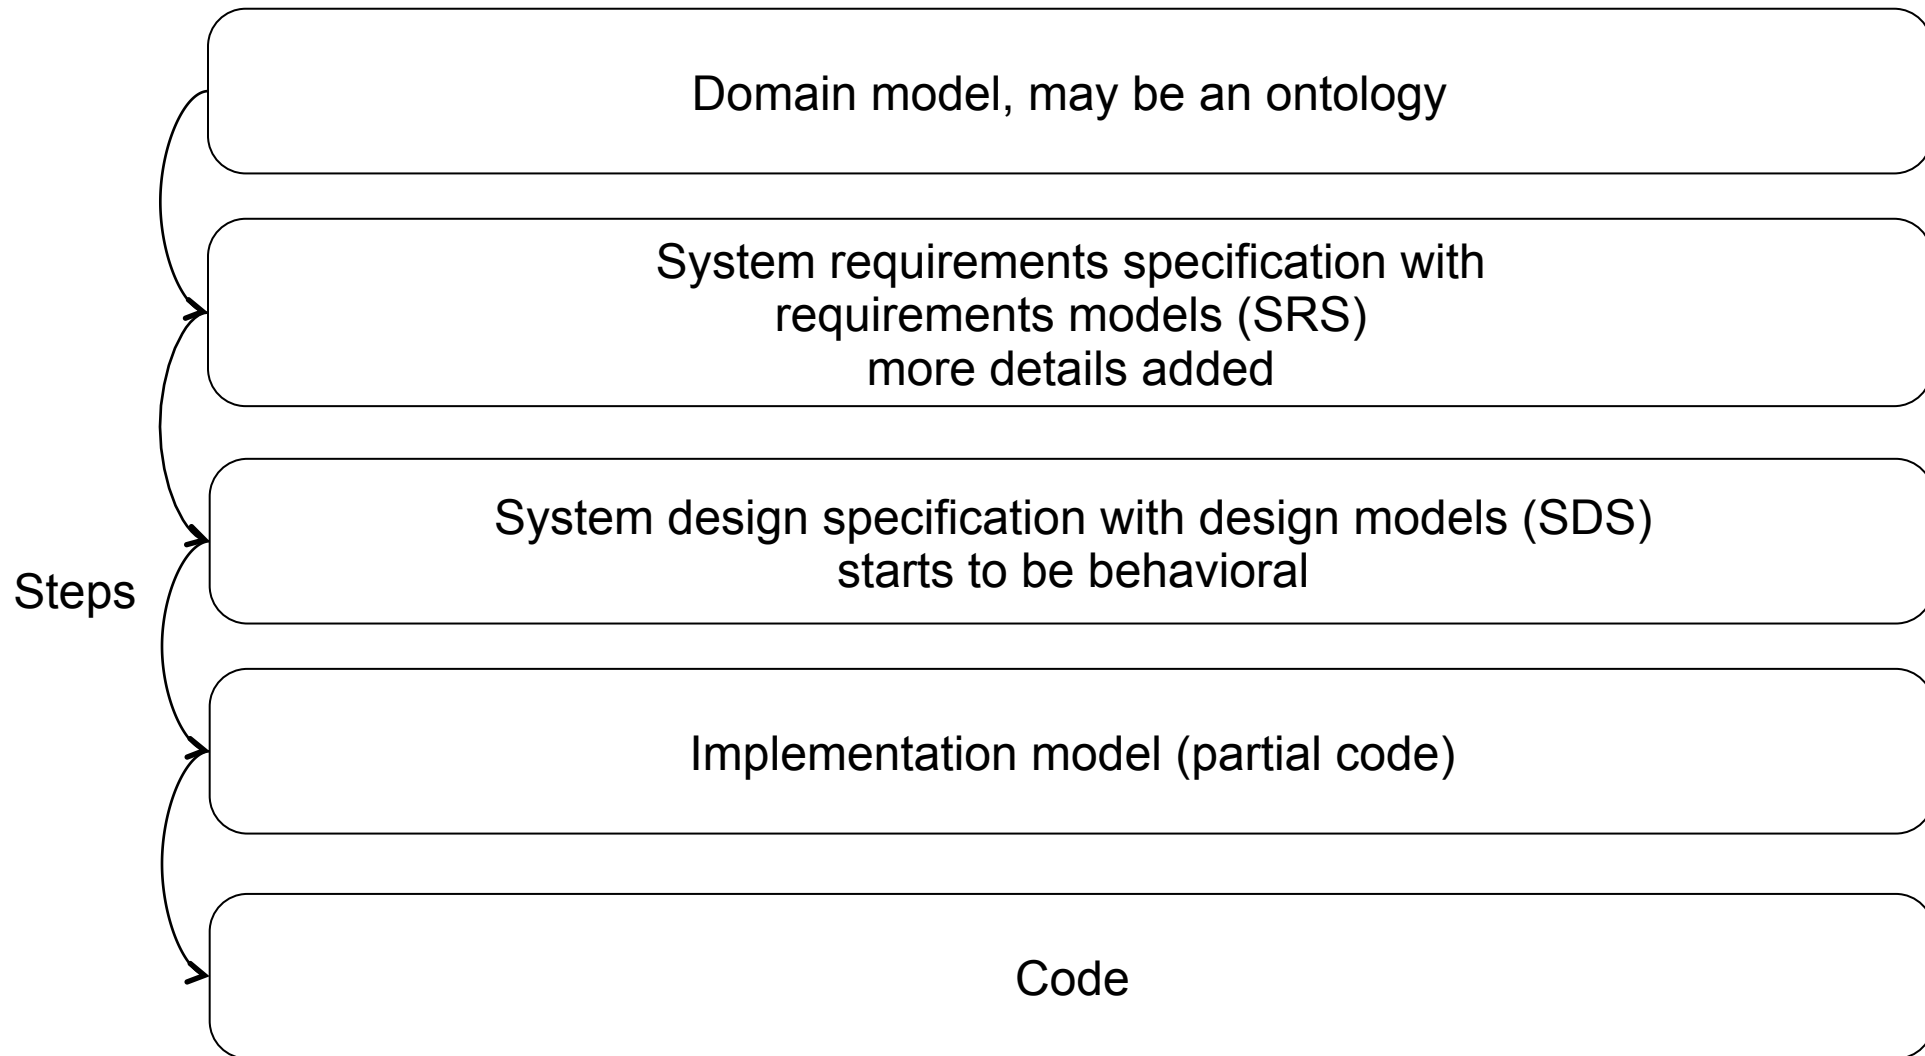 Domain model, may be an ontology
System requirements specification with
requirements models (SRS)
more details added
System design specification with design models (SDS)
starts to be behavioral
Steps
Implementation model (partial code)
Code